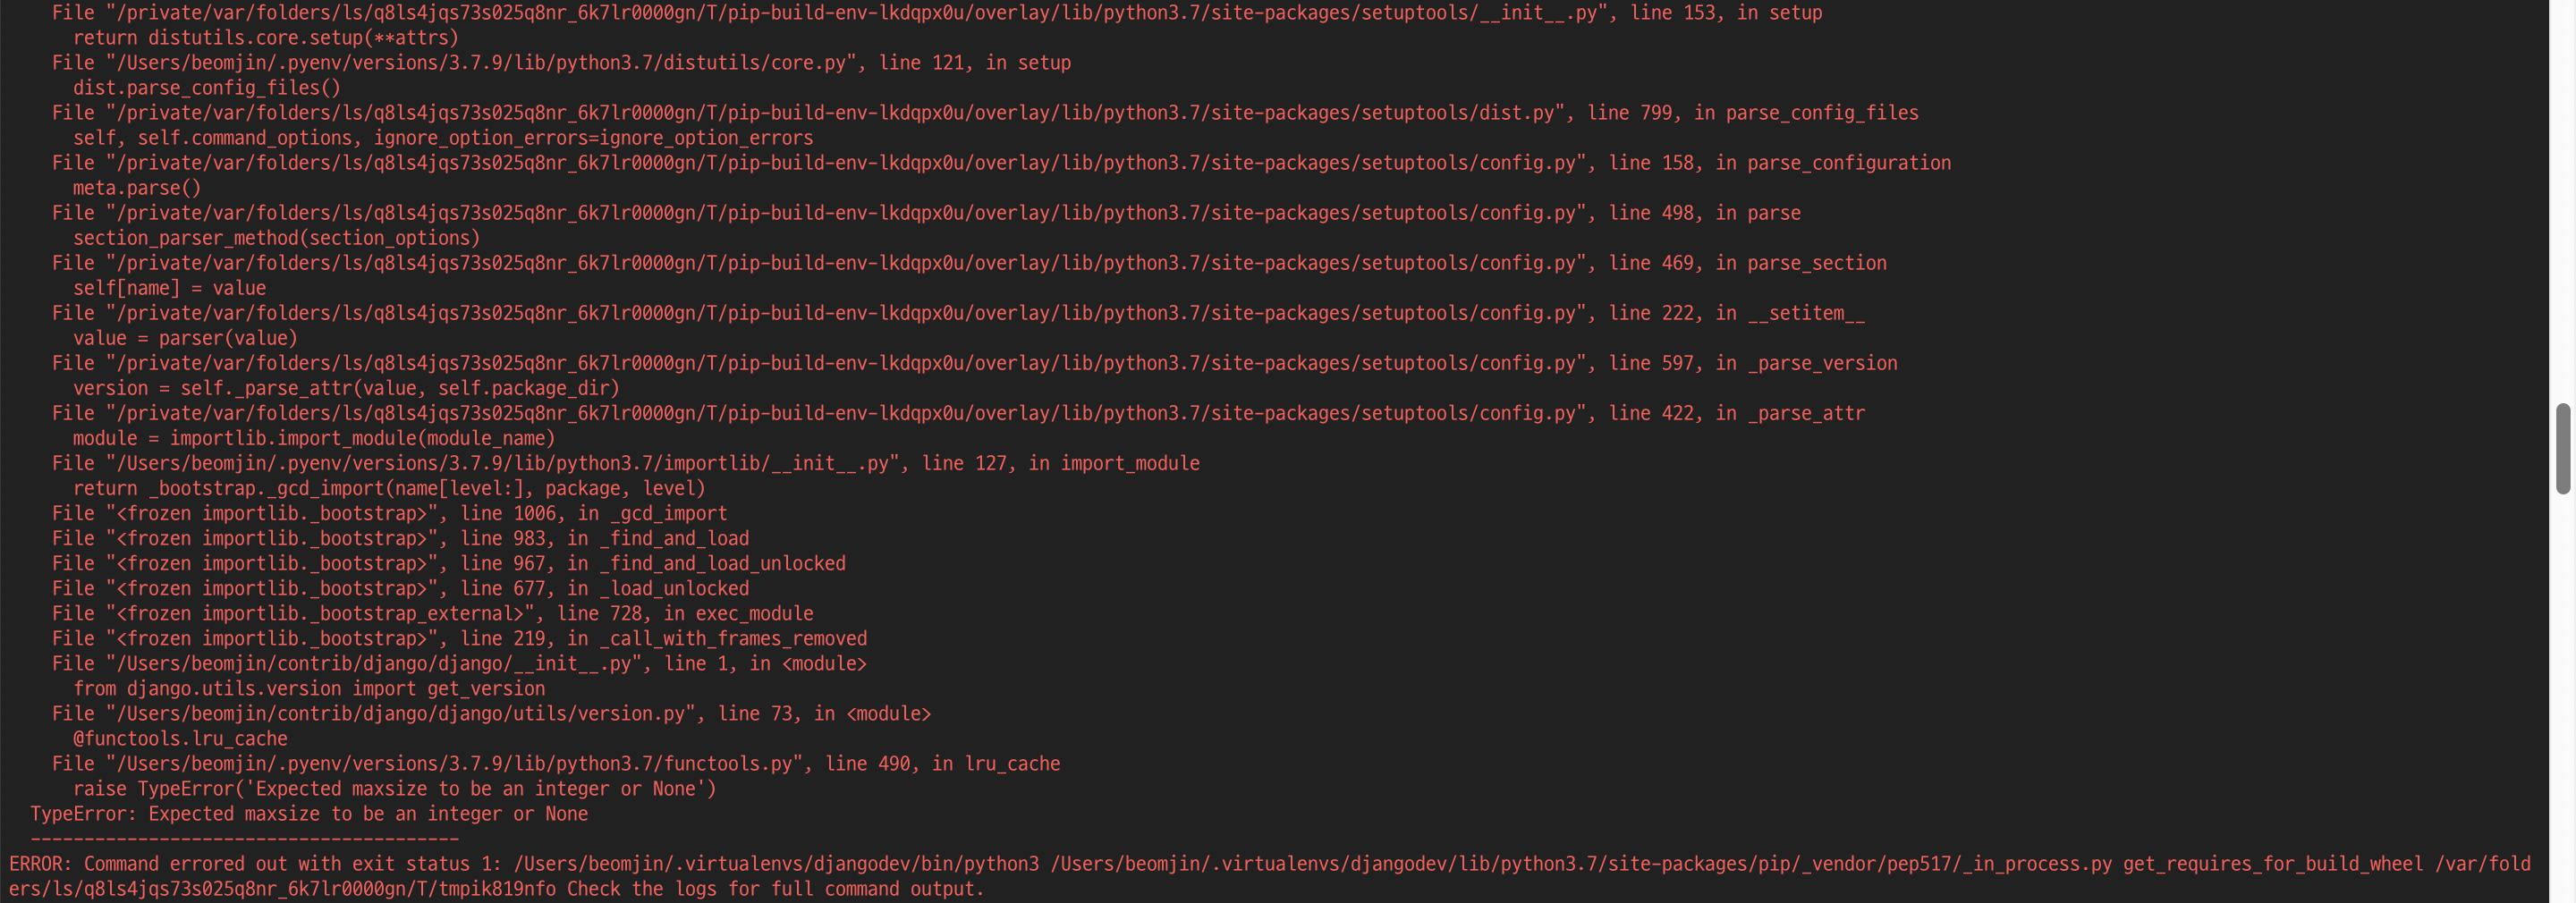 File "/private/var/folders/ls/q8ls4jqs73s025q8nr_6k7lr0000gn/T/pip-build-env-lkdqpx0u/overlay/lib/python3.7/site-packages/setuptools/__init__.py", line 153, in setup
return distutils.core.setup(**attrs)
File "/Users/beomjin/.pyenv/versions/3.7.9/lib/python3.7/distutils/core.py", line 121, in setup
dist.parse_config_files()
File "/private/var/folders/ls/q8ls4jqs73s025q8nr_6k7lr0000gn/T/pip-build-env-lkdqpx0u/overlay/lib/python3.7/site-packages/setuptools/dist.py", line 799, in parse_config_files
self, self.command_options, ignore_option_errors=ignore_option_errors
File "/private/var/folders/ls/q8ls4jqs73s025q8nr_6k7lr0000gn/T/pip-build-env-lkdqpx0u/overlay/lib/python3.7/site-packages/setuptools/config.py", line 158, in parse_configuration
meta.parse()
File "/private/var/folders/ls/q8ls4jqs73s025q8nr_6k7lr0000gn/T/pip-build-env-lkdqpx0u/overlay/lib/python3.7/site-packages/setuptools/config.py", line 498, in parse
section_parser_method(section_options)
File "/private/var/folders/ls/q8ls4jqs73s025q8nr_6k7lr0000gn/T/pip-build-env-lkdqpx0u/overlay/lib/python3.7/site-packages/setuptools/config.py", line 469, in parse_section
self[name] = value
File "/private/var/folders/ls/q8ls4jqs73s025q8nr_6k7lr0000gn/T/pip-build-env-lkdqpx0u/overlay/lib/python3.7/site-packages/setuptools/config.py", line 222, in __setitem__
value = parser(value)
File "/private/var/folders/ls/q8ls4jqs73s025q8nr_6k7lr0000gn/T/pip-build-env-lkdqpx0u/overlay/lib/python3.7/site-packages/setuptools/config.py", line 597, in _parse_version
version = self._parse_attr(value, self.package_dir)
File "/private/var/folders/ls/q8ls4jqs73s025q8nr_6k7lr0000gn/T/pip-build-env-lkdqpx0u/overlay/lib/python3.7/site-packages/setuptools/config.py", line 422, in _parse_attr
module = importlib.import_module(module_name)
File "/Users/beomjin/.pyenv/versions/3.7.9/lib/python3.7/importlib/__init__.py", line 127, in import_module
return _bootstrap._gcd_import(name[level:], package, level)
File "<frozen importlib._bootstrap>", line 1006, in _gcd_import
File "<frozen importlib._bootstrap>", line 983, in _find_and_load
File "<frozen importlib._bootstrap>", line 967, in _find_and_load_unlocked
File "<frozen importlib._bootstrap>", line 677, in _load_unlocked
File "<frozen importlib._bootstrap_external>", line 728, in exec_module
File "<frozen importlib._bootstrap>", line 219, in _call_with_frames_removed
File "/Users/beomjin/contrib/django/django/__init__.py", line 1, in <module>
from django.utils.version import get_version
File "/Users/beomjin/contrib/django/django/utils/version.py", line 73, in <module>
@functools.lru_cache
File "/Users/beomjin/.pyenv/versions/3.7.9/lib/python3.7/functools.py", line 490, in lru_cache
raise TypeError('Expected maxsize to be an integer or None')
TypeError: Expected maxsize to be an integer or None
----------------------------------------
ERROR: Command errored out with exit status 1: /Users/beomjin/.virtualenvs/djangodev/bin/python3 /Users/beomjin/.virtualenvs/djangodev/lib/python3.7/site-packages/pip/_vendor/pep517/_in_process.py get_requires_for_build_wheel /var/fold
ers/ls/q8ls4jqs73s025q8nr_6k7lr0000gn/T/tmpik819nfo Check the logs for full command output.